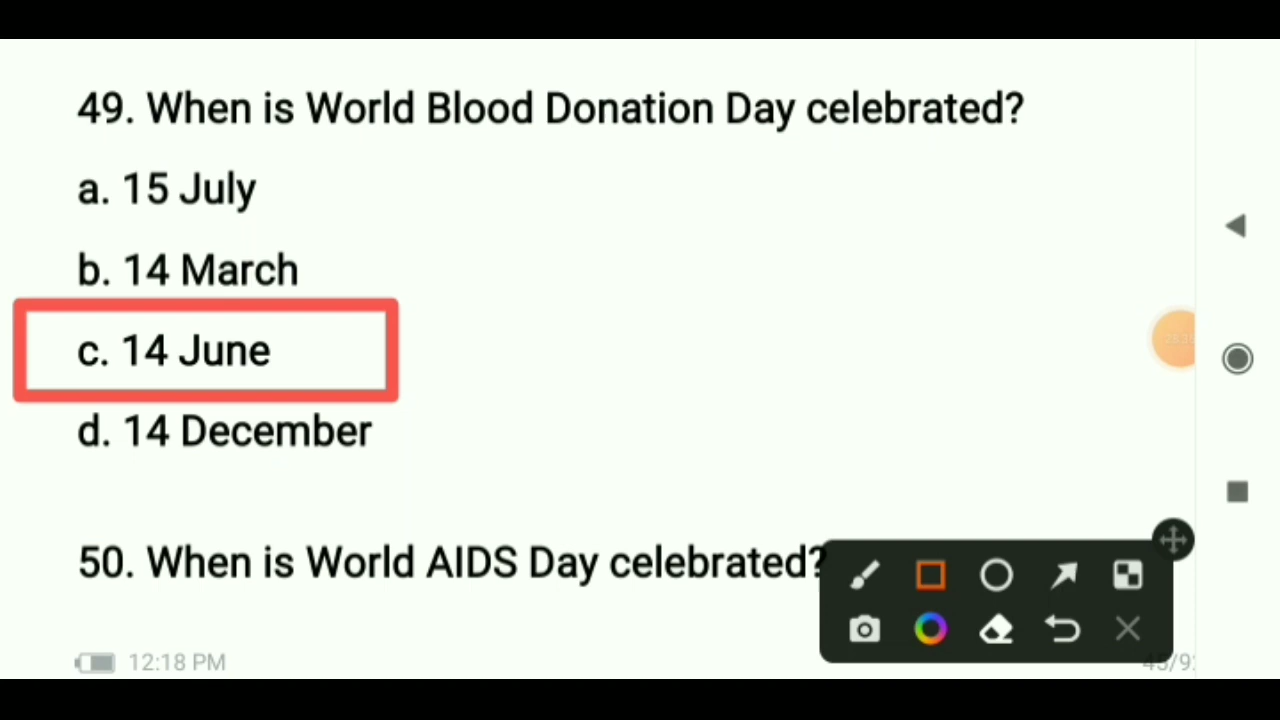 49. When is World Blood Donation Day celebrated?
a. 15 July
b. 14 March
c. 14 June
d. 14 December
50. When is World AIDS Day celebrated?
12:18 PM